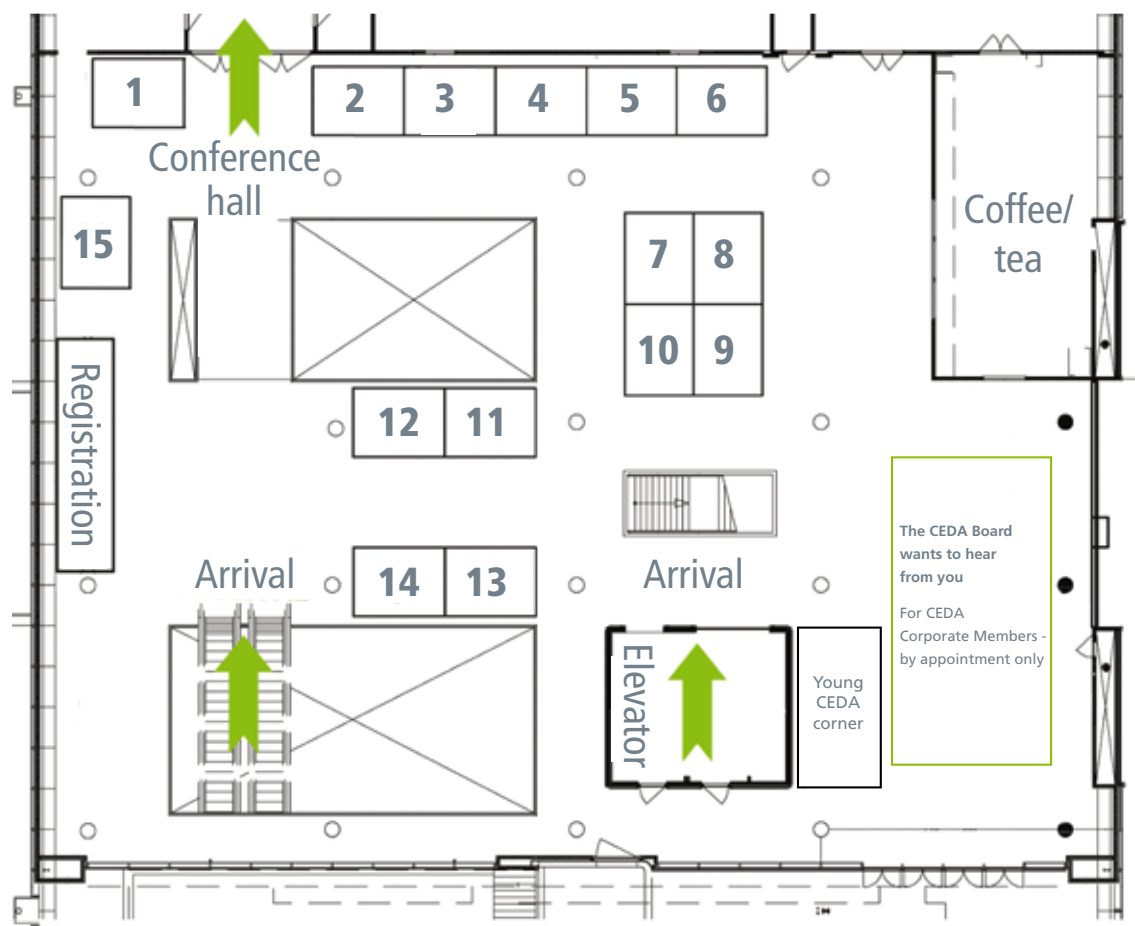 1
2
3
4
5
6
Conference
hall
15
7
8
Coffee/
tea
10
9
Registration
12
11
Arrival
14
13
Arrival
The CEDA Board
wants to hear
from you
For CEDA
Corporate Members -
by appointment only
Elevator
Young
CEDA
corner